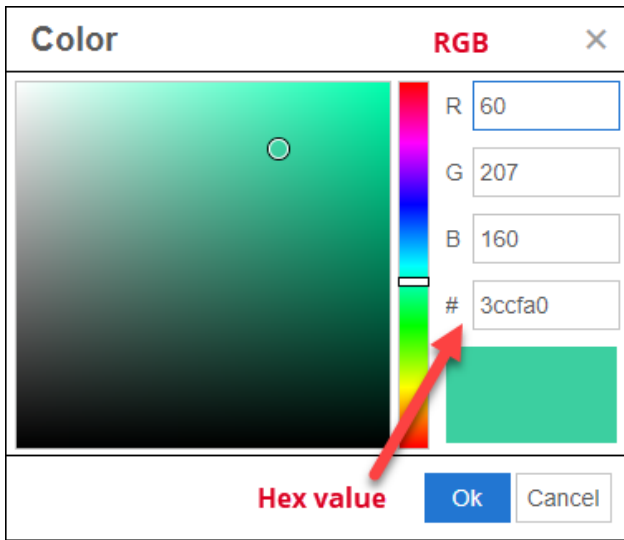 Color RGB ×
R 60
G 207
B 160
# 3ccfa0
Hex value Ok Cancel